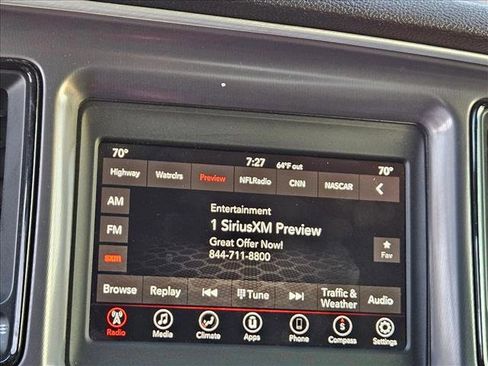 70° 7:27 64°F out 70°
Highway Watrclrs Preview NFLRadio CNN NASCAR
AM
FM
sxm
Entertainment
1 SiriusXM Preview
Great Offer Now!
844-711-8800
Fav
Browse Replay Tune Traffic & Weather Audio
Radio Media Climate Apps Phone Compass Settings